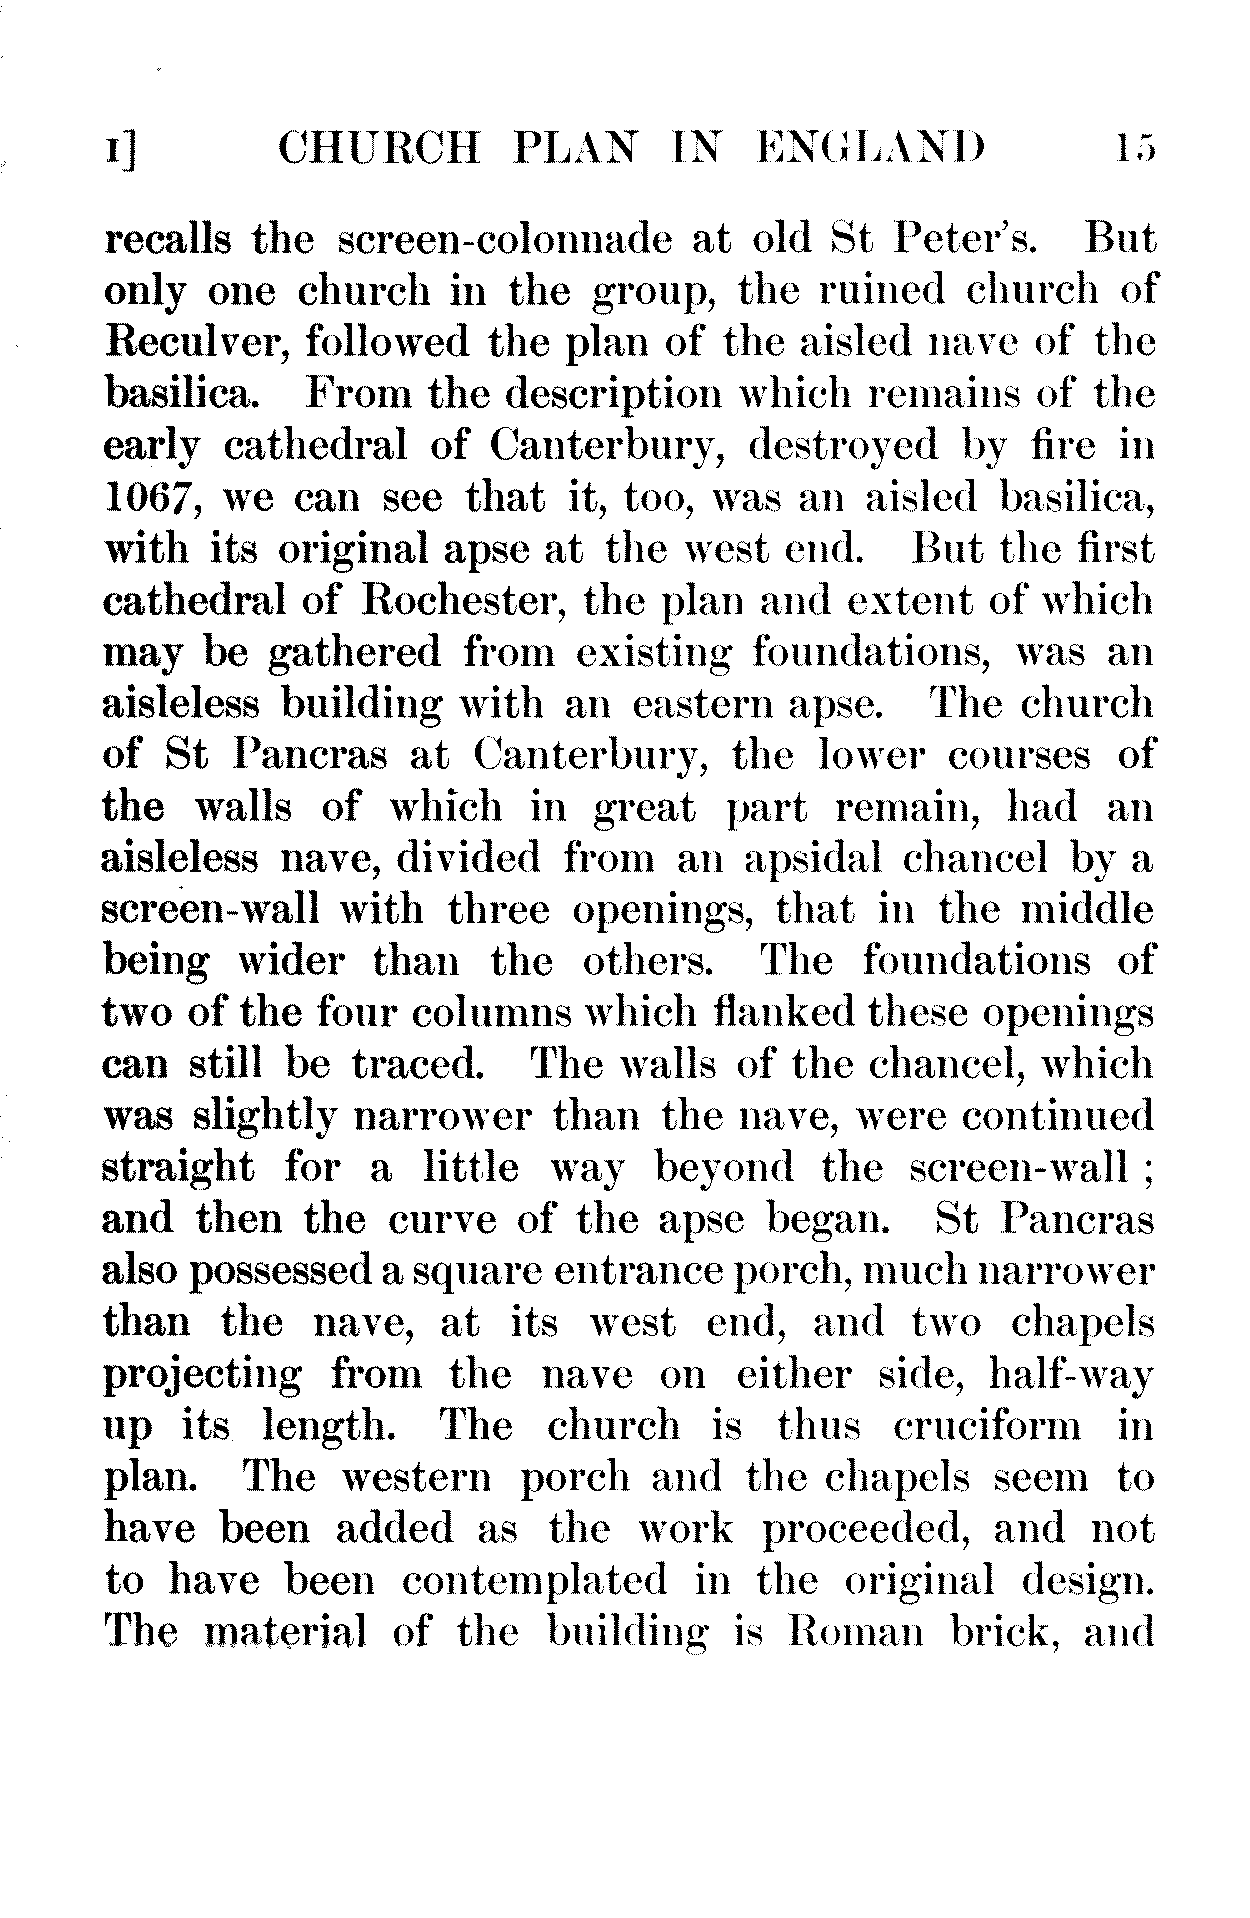 I] CHURCH PLAN IN ENGLAND 15
recalls the screen-colonnade at old St Peter's. But
only one church in the group, the ruined church of
Reculver, followed the plan of the aisled nave of the
basilica. From the description which remains of the
early cathedral of Canterbury, destroyed by fire in
1067, we can see that it, too, was an aisled basilica,
with its original apse at the west end. But the first
cathedral of Rochester, the plan and extent of which
may be gathered from existing foundations, was an
aisleless building with an eastern apse. The church
of St Pancras at Canterbury, the lower courses of
the walls of which in great part remain, had an
aisleless nave, divided from an apsidal chancel by a
screen-wall with three openings, that in the middle
being wider than the others. The foundations of
two of the four columns which flanked these openings
can still be traced. The walls of the chancel, which
was slightly narrower than the nave, were continued
straight for a little way beyond the screen-wall ;
and then the curve of the apse began. St Pancras
also possessed a square entrance porch, much narrower
than the nave, at its west end, and two chapels
projecting from the nave on either side, half-way
up its length. The church is thus cruciform in
plan. The western porch and the chapels seem to
have been added as the work proceeded, and not
to have been contemplated in the original design.
The material of the building is Roman brick, and